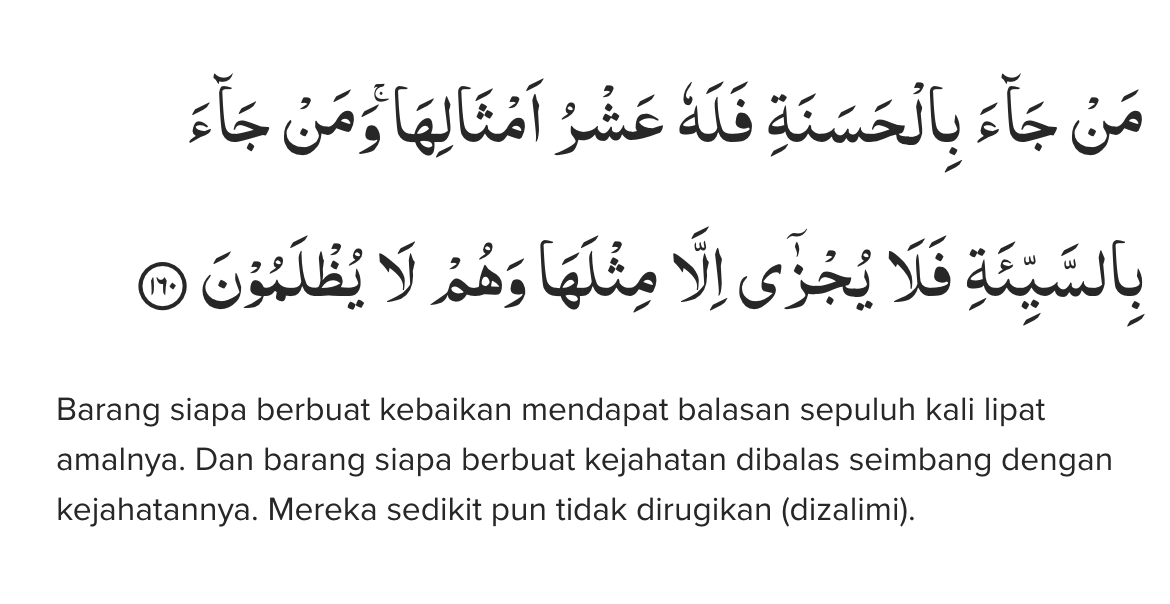 مَنْ جَاۤءَ بِالْحَسَنَةِ فَلَهٗ عَشْرُ اَمْثَالِهَاۚ وَمَنْ جَاۤءَ
بِالسَّيِّئَةِ فَلَا يُجْزٰٓى اِلَّا مِثْلَهَا وَهُمْ لَا يُظْلَمُوْنَ ١٦٠
Barang siapa berbuat kebaikan mendapat balasan sepuluh kali lipat
amalnya. Dan barang siapa berbuat kejahatan dibalas seimbang dengan
kejahatannya. Mereka sedikit pun tidak dirugikan (dizalimi).